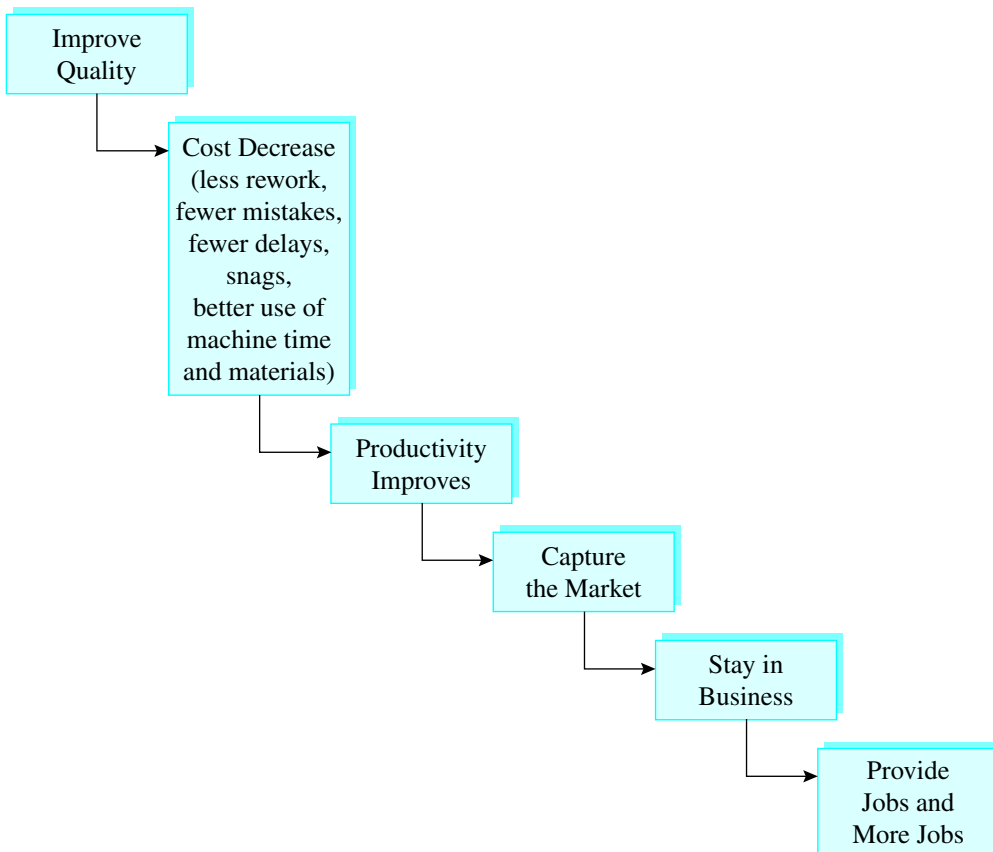 Improve
Quality
Cost Decrease
(less rework,
fewer mistakes,
fewer delays,
snags,
better use of
machine time
and materials)
Productivity
Improves
Capture
the Market
Stay in
Business
Provide
Jobs and
More Jobs